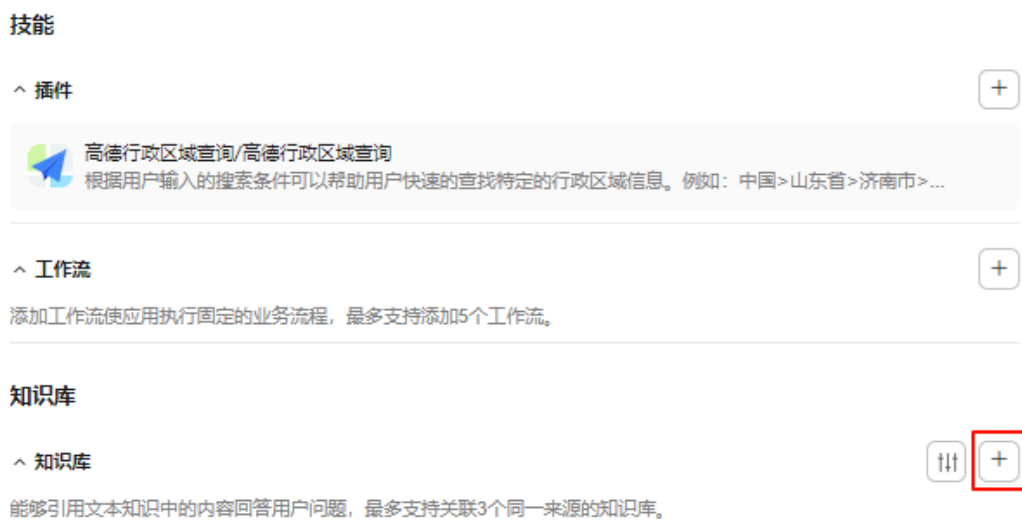 技能
插件
高德行政区域查询/高德行政区域查询
根据用户输入的搜索条件可以帮助用户快速的查找特定的行政区域信息。例如：中国>山东省>济南市>...
工作流
添加工作流使应用执行固定的业务流程，最多支持添加5个工作流。
知识库
知识库
能够引用文本知识中的内容回答用户问题，最多支持关联3个同一来源的知识库。